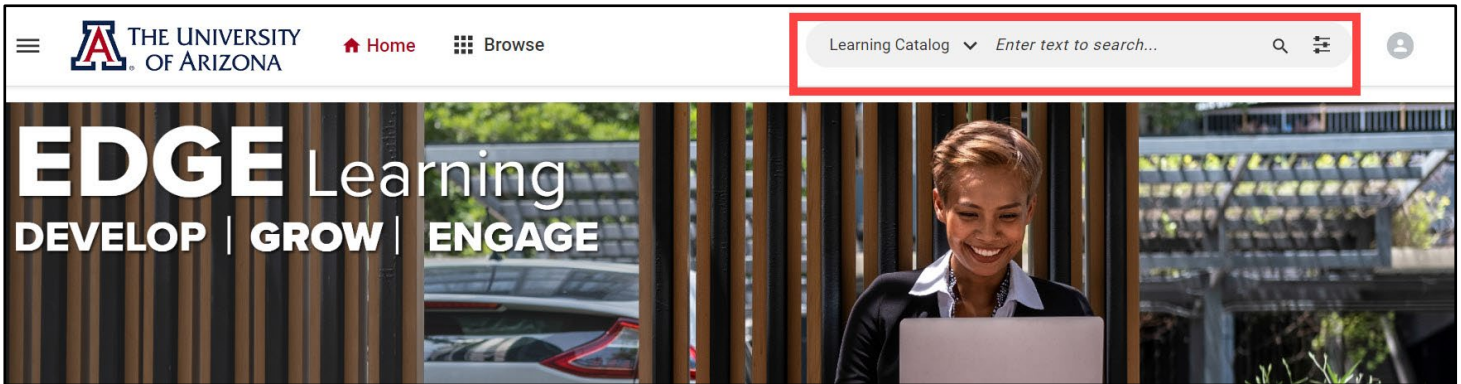 THE UNIVERSITY
OF ARIZONA
Home
Browse
Learning Catalog
Enter text to search...
EDGE Learning
DEVELOP | GROW | ENGAGE